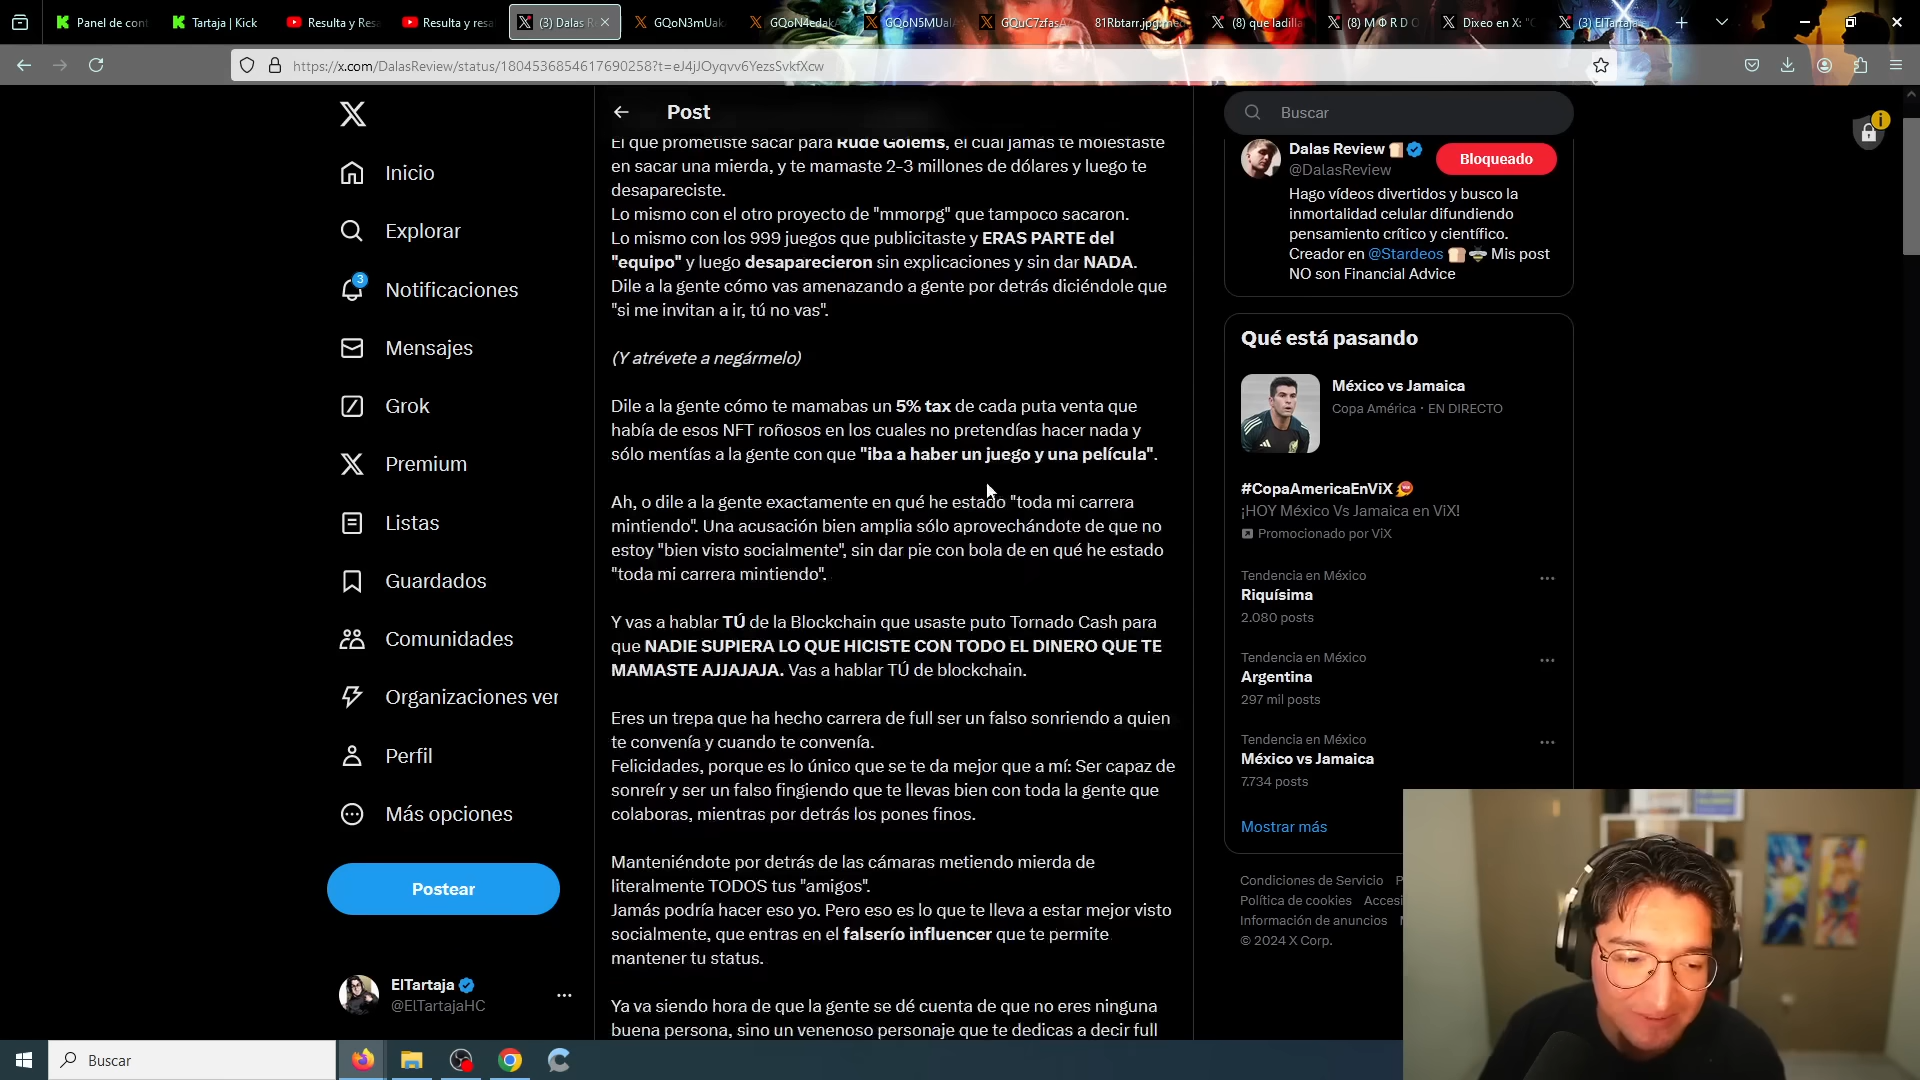 Panel de cont
Tartaja | Kick
Resulta y Resa
Resulta y resa
(3) Dalas R
GQoN3mUak
GQoN4edakA
GQoN5MUaIA
GQuC7zfasA
81Rbtarr.jpg
(8) que ladilla
(8) M Φ R D O
Dixeo en X: "
(3) ElTartaja
https://x.com/DalasReview/status/1804536854617690258?t=eJ4jJOyqvv6YezsSvkfXcw
Post
Buscar
Inicio
Explorar
3
Notificaciones
Mensajes
Grok
Premium
Listas
Guardados
Comunidades
Organizaciones ver
Perfil
Más opciones
Postear
ElTartaja
@ElTartajaHC
El que prometiste sacar para Rude Golems, el cual jamás te molestaste
en sacar una mierda, y te mamaste 2-3 millones de dólares y luego te
desapareciste.
Lo mismo con el otro proyecto de "mmorpg" que tampoco sacaron.
Lo mismo con los 999 juegos que publicitaste y ERAS PARTE del
"equipo" y luego desaparecieron sin explicaciones y sin dar NADA.
Dile a la gente cómo vas amenazando a gente por detrás diciéndole que
"si me invitan a ir, tú no vas".
(Y atrévete a negármelo)
Dile a la gente cómo te mamabas un 5% tax de cada puta venta que
había de esos NFT roñosos en los cuales no pretendías hacer nada y
sólo mentías a la gente con que "iba a haber un juego y una película".
Ah, o dile a la gente exactamente en qué he estado "toda mi carrera
mintiendo". Una acusación bien amplia sólo aprovechándote de que no
estoy "bien visto socialmente", sin dar pie con bola de en qué he estado
"toda mi carrera mintiendo".
Y vas a hablar TÚ de la Blockchain que usaste puto Tornado Cash para
que NADIE SUPIERA LO QUE HICISTE CON TODO EL DINERO QUE TE
MAMASTE AJJAJAJA. Vas a hablar TÚ de blockchain.
Eres un trepa que ha hecho carrera de full ser un falso sonriendo a quien
te convenía y cuando te convenía.
Felicidades, porque es lo único que se te da mejor que a mí: Ser capaz de
sonreír y ser un falso fingiendo que te llevas bien con toda la gente que
colaboras, mientras por detrás los pones finos.
Manteniéndote por detrás de las cámaras metiendo mierda de
literalmente TODOS tus "amigos".
Jamás podría hacer eso yo. Pero eso es lo que te lleva a estar mejor visto
socialmente, que entras en el falserío influencer que te permite
mantener tu status.
Ya va siendo hora de que la gente se dé cuenta de que no eres ninguna
buena persona, sino un venenoso personaje que te dedicas a decir full
Dalas Review
@DalasReview
Bloqueado
Hago vídeos divertidos y busco la
inmortalidad celular difundiendo
pensamiento crítico y científico.
Creador en @Stardeos Mis post
NO son Financial Advice
Qué está pasando
México vs Jamaica
Copa América · EN DIRECTO
#CopaAmericaEnViX
¡HOY México Vs Jamaica en ViX!
Promocionado por ViX
Tendencia en México
Riquísima
2.080 posts
Tendencia en México
Argentina
297 mil posts
Tendencia en México
México vs Jamaica
7.734 posts
Mostrar más
Condiciones de Servicio P
Política de cookies Accesi
Información de anuncios
© 2024 X Corp.
Buscar